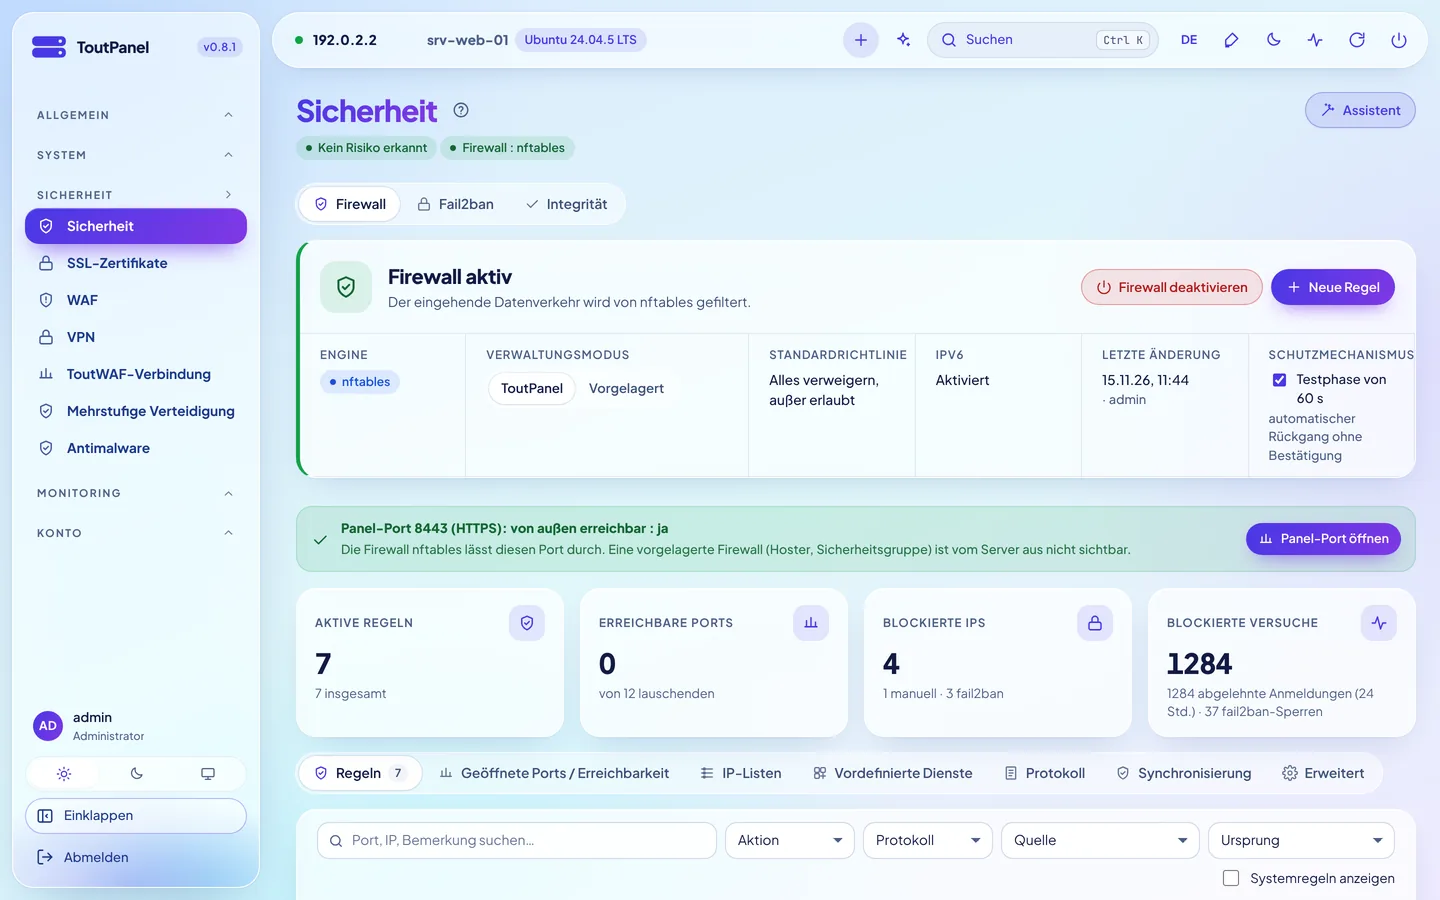 ToutPanel
v0.8.1
ALLGEMEIN
SYSTEM
SICHERHEIT
Sicherheit
SSL-Zertifikate
WAF
VPN
ToutWAF-Verbindung
Mehrstufige Verteidigung
Antimalware
MONITORING
KONTO
AD
admin
Administrator
Einklappen
Abmelden
192.0.2.2
srv-web-01
Ubuntu 24.04.5 LTS
Suchen
Ctrl K
DE
Sicherheit
Assistent
Kein Risiko erkannt
Firewall : nftables
Firewall
Fail2ban
Integrität
Firewall aktiv
Der eingehende Datenverkehr wird von nftables gefiltert.
Firewall deaktivieren
Neue Regel
ENGINE
nftables
VERWALTUNGSMODUS
ToutPanel
Vorgelagert
STANDARDRICHTLINIE
Alles verweigern,
außer erlaubt
IPV6
Aktiviert
LETZTE ÄNDERUNG
15.11.26, 11:44
· admin
SCHUTZMECHANISMUS
Testphase von
60 s
automatischer
Rückgang ohne
Bestätigung
Panel-Port 8443 (HTTPS): von außen erreichbar : ja
Die Firewall nftables lässt diesen Port durch. Eine vorgelagerte Firewall (Hoster, Sicherheitsgruppe) ist vom Server aus nicht sichtbar.
Panel-Port öffnen
AKTIVE REGELN
7
7 insgesamt
ERREICHBARE PORTS
0
von 12 lauschenden
BLOCKIERTE IPS
4
1 manuell · 3 fail2ban
BLOCKIERTE VERSUCHE
1284
1284 abgelehnte Anmeldungen (24
Std.) · 37 fail2ban-Sperren
Regeln 7
Geöffnete Ports / Erreichbarkeit
IP-Listen
Vordefinierte Dienste
Protokoll
Synchronisierung
Erweitert
Port, IP, Bemerkung suchen...
Aktion
Protokoll
Quelle
Ursprung
Systemregeln anzeigen